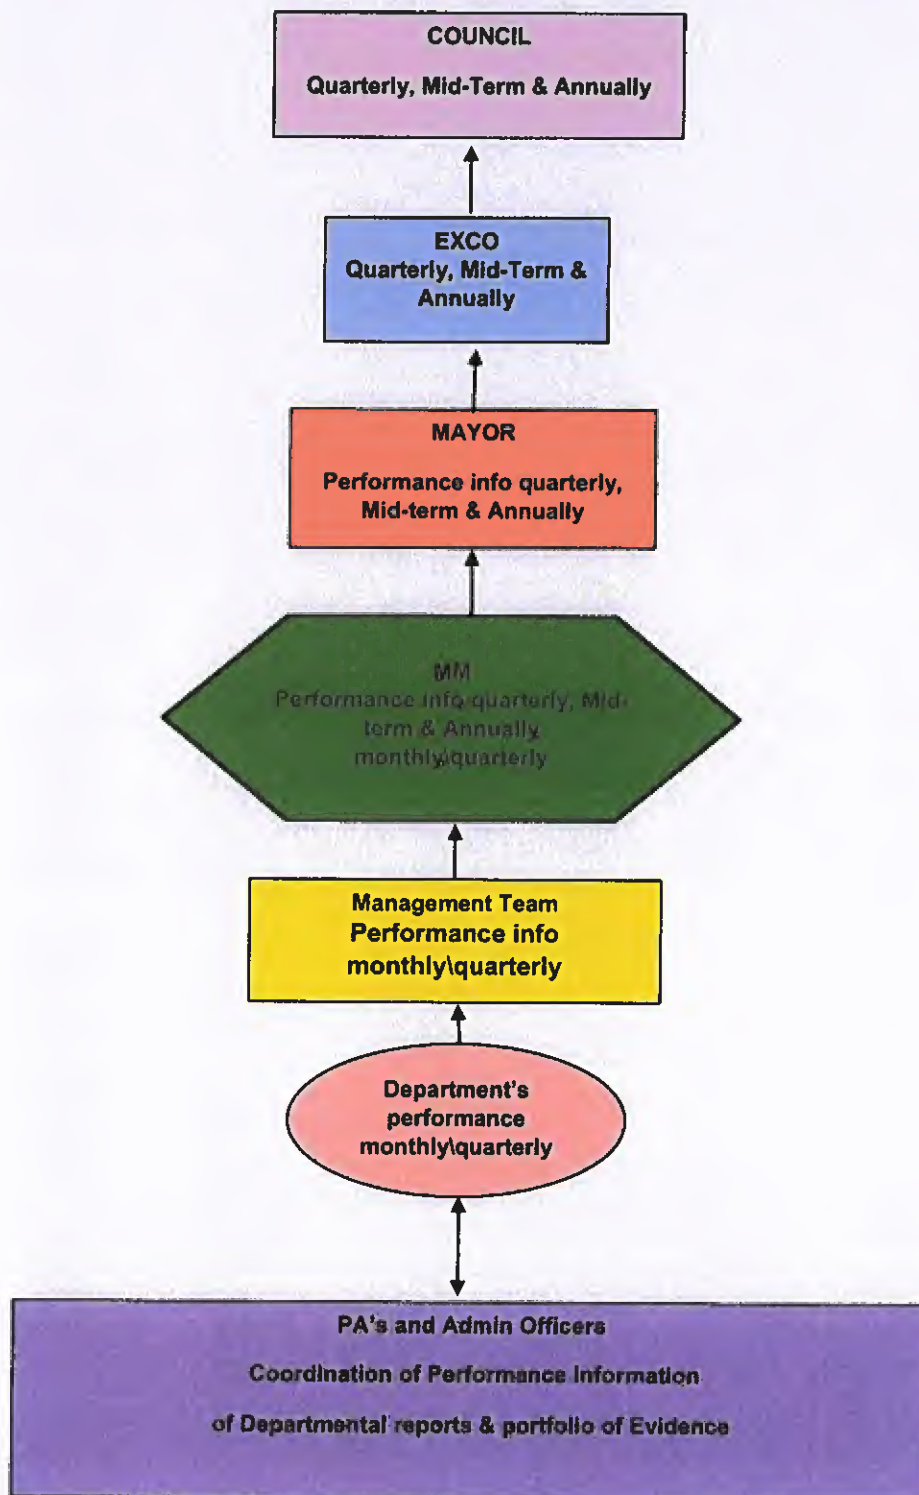 COUNCIL
Quarterly, Mid-Term & Annually
EXCO
Quarterly, Mid-Term &
Annually
MAYOR
Performance info quarterly,
Mid-term & Annually
MM
Performance info quarterly, Mid-
term & Annually
monthly\quarterly
Management Team
Performance info
monthly\quarterly
Department's
performance
monthly\quarterly
PA's and Admin Officers
Coordination of Performance Information
of Departmental reports & portfolio of Evidence